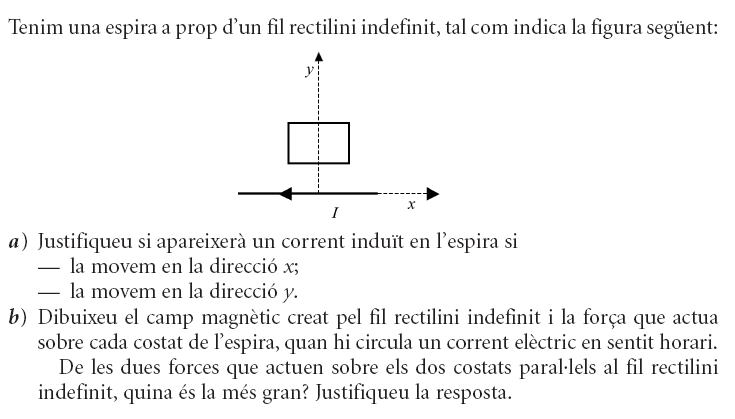 Tenim una espira a prop d'un fil rectilini indefinit, tal com indica la figura següent:
y
x
I
a) Justifiqueu si apareixerà un corrent induït en l'espira si
— la movem en la direcció x;
— la movem en la direcció y.
b) Dibuixeu el camp magnètic creat pel fil rectilini indefinit i la força que actua
sobre cada costat de l'espira, quan hi circula un corrent elèctric en sentit horari.
De les dues forces que actuen sobre els dos costats paral·lels al fil rectilini
indefinit, quina és la més gran? Justifiqueu la resposta.